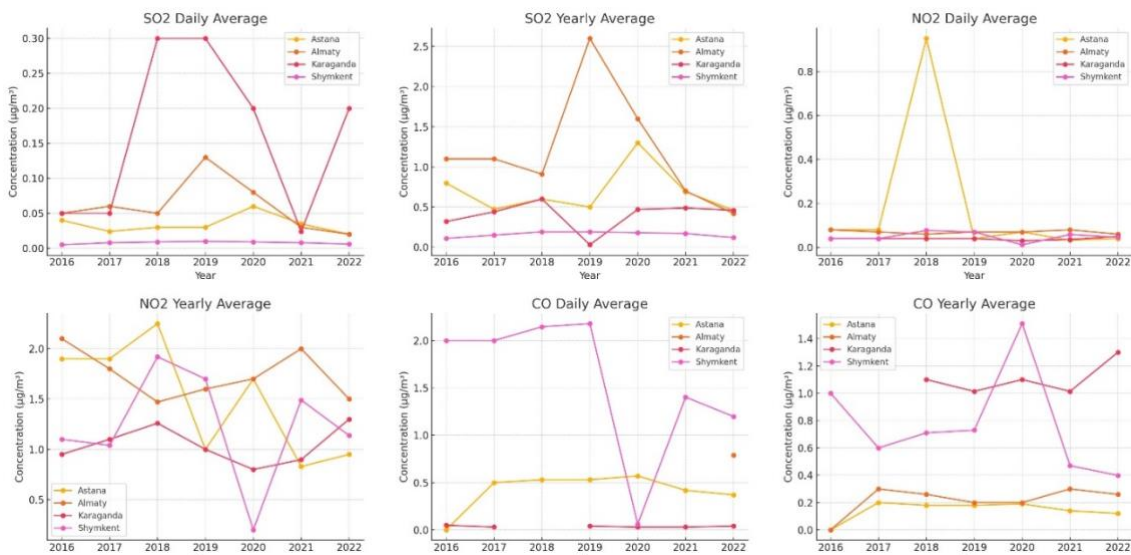 SO2 Daily Average
Concentration (µg/m³)
0.30
0.25
0.20
0.15
0.10
0.05
0.00
Astana
Almaty
Karaganda
Shymkent
2016 2017 2018 2019 2020 2021 2022
Year
SO2 Yearly Average
Concentration (µg/m³)
2.5
2.0
1.5
1.0
0.5
0.0
Astana
Almaty
Karaganda
Shymkent
2016 2017 2018 2019 2020 2021 2022
Year
NO2 Daily Average
Concentration (µg/m³)
0.8
0.6
0.4
0.2
0.0
Astana
Almaty
Karaganda
Shymkent
2016 2017 2018 2019 2020 2021 2022
Year
NO2 Yearly Average
Concentration (µg/m³)
2.0
1.5
1.0
0.5
Astana
Almaty
Karaganda
Shymkent
2016 2017 2018 2019 2020 2021 2022
CO Daily Average
Concentration (µg/m³)
2.0
1.5
1.0
0.5
0.0
Astana
Almaty
Karaganda
Shymkent
2016 2017 2018 2019 2020 2021 2022
CO Yearly Average
Concentration (µg/m³)
1.4
1.2
1.0
0.8
0.6
0.4
0.2
0.0
Astana
Almaty
Karaganda
Shymkent
2016 2017 2018 2019 2020 2021 2022